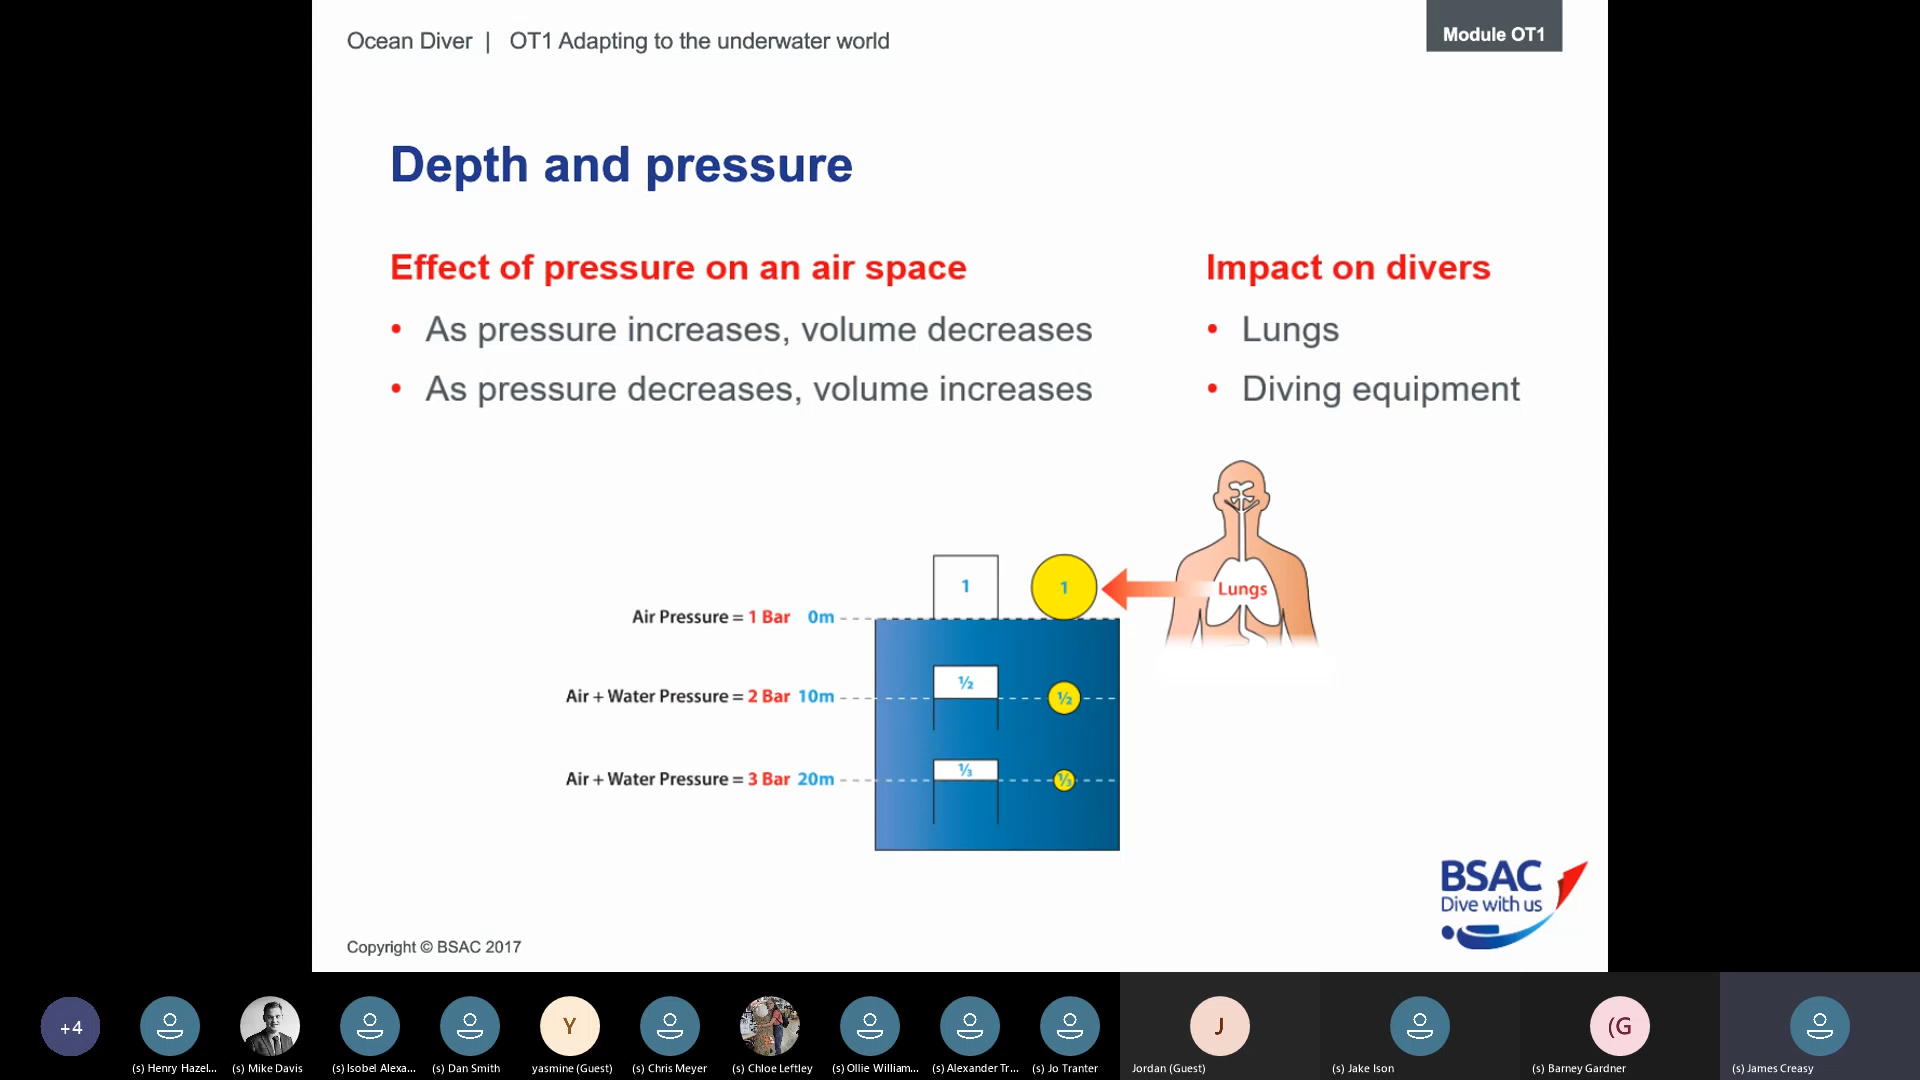 Ocean Diver | OT1 Adapting to the underwater world
Module OT1
Depth and pressure
Effect of pressure on an air space
• As pressure increases, volume decreases
• As pressure decreases, volume increases
Impact on divers
• Lungs
• Diving equipment
1
1
Lungs
Air Pressure = 1 Bar 0m
½
½
Air + Water Pressure = 2 Bar 10m
⅓
⅓
Air + Water Pressure = 3 Bar 20m
BSAC
Dive with us
Copyright © BSAC 2017
+4
Y
J
(G
(s) Henry Hazel...
(s) Mike Davis
(s) Isobel Alexa...
(s) Dan Smith
yasmine (Guest)
(s) Chris Meyer
(s) Chloe Leftley
(s) Ollie William...
(s) Alexander Tr...
(s) Jo Tranter
Jordan (Guest)
(s) Jake Ison
(s) Barney Gardner
(s) James Creasy